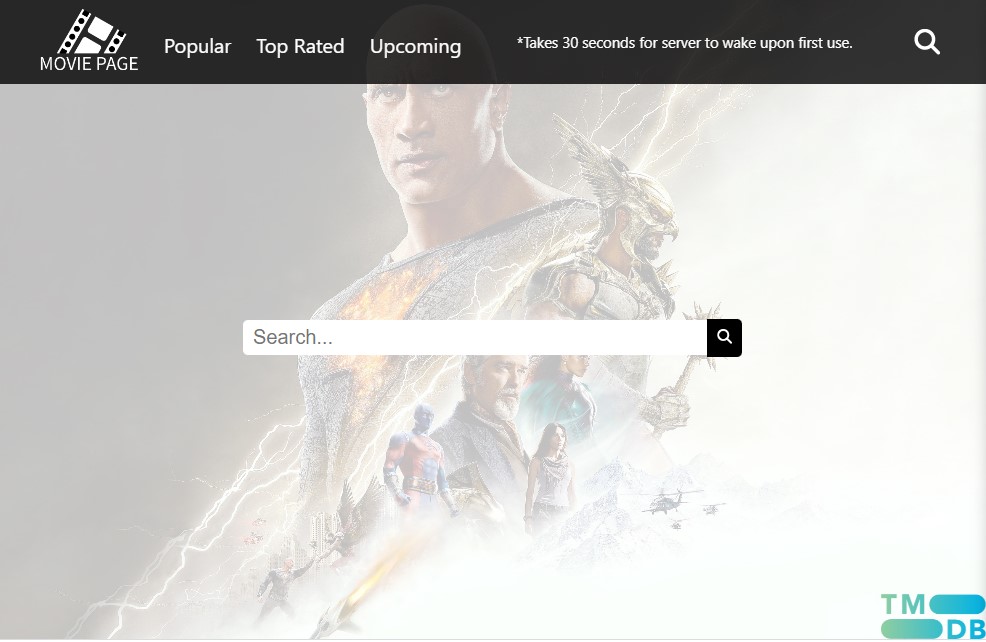 MOVIE PAGE
Popular
Top Rated
Upcoming
*Takes 30 seconds for server to wake upon first use.
Search...
TM
DB